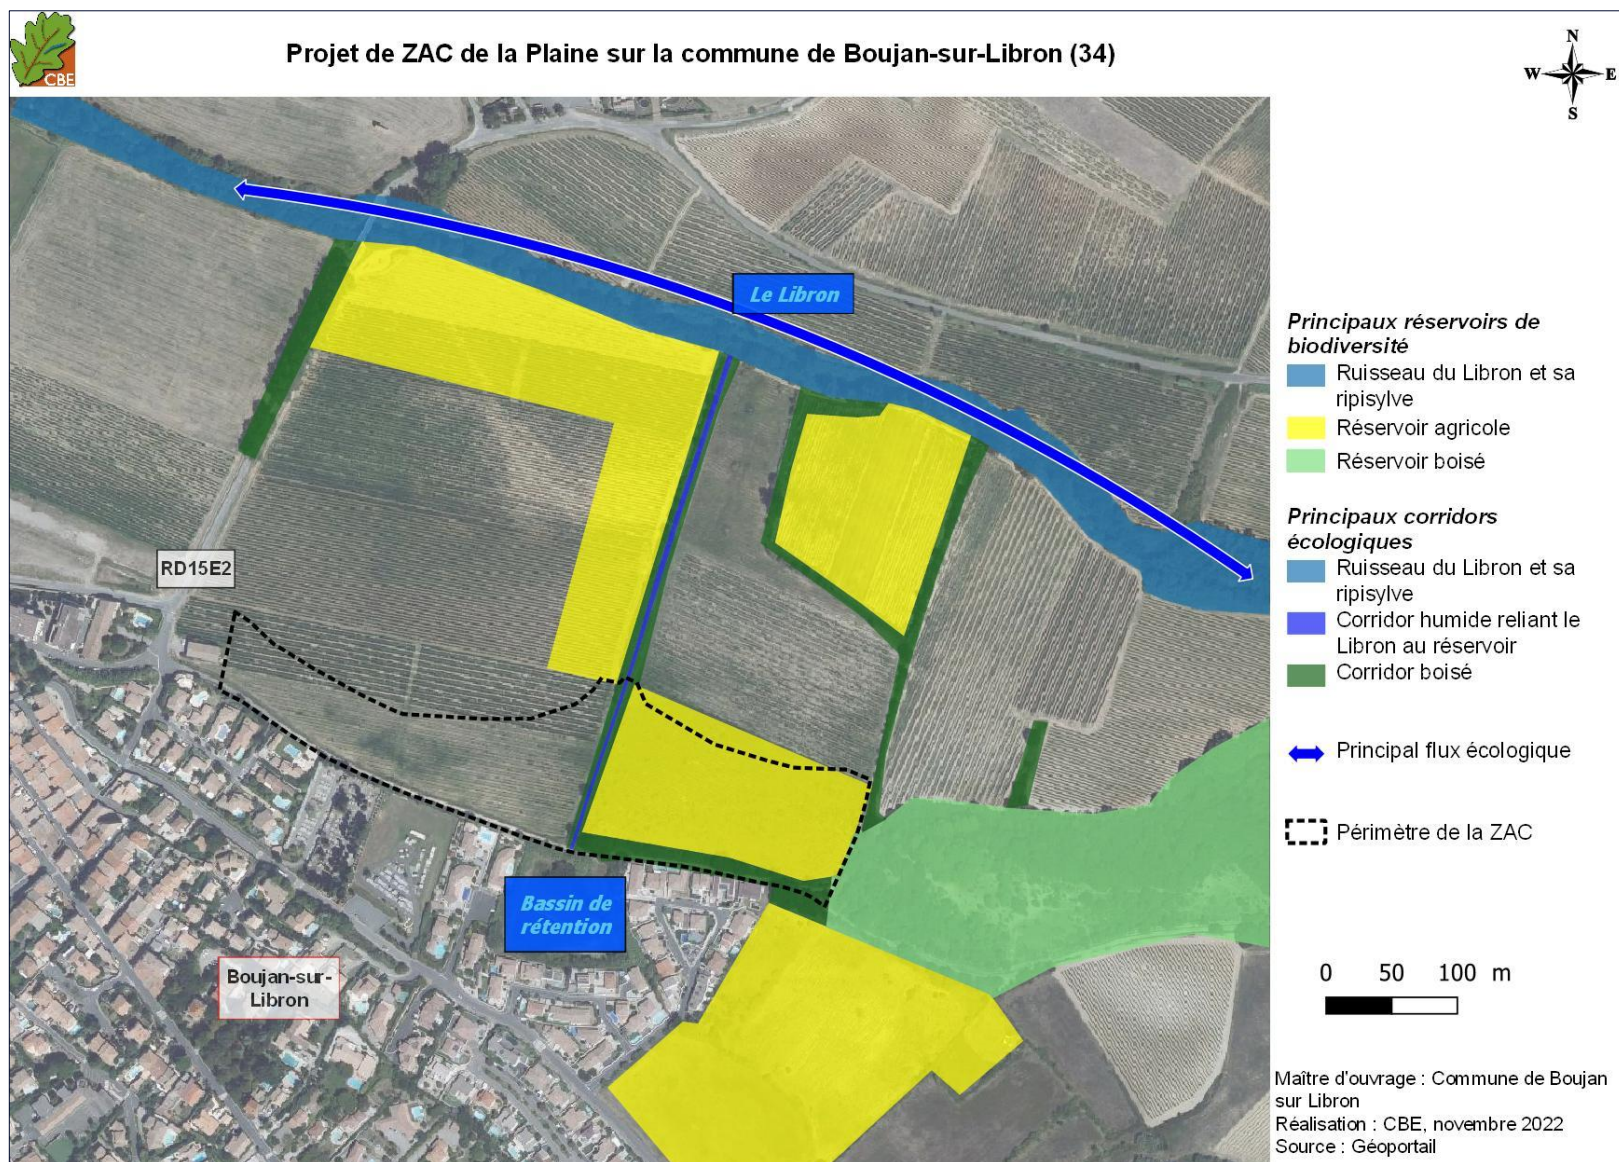 CBE
Projet de ZAC de la Plaine sur la commune de Boujan-sur-Libron (34)
N
W
E
S
Le Libron
RD15E2
Bassin de
rétention
Boujan-sur-
Libron
Principaux réservoirs de
biodiversité
Ruisseau du Libron et sa
ripisylve
Réservoir agricole
Réservoir boisé
Principaux corridors
écologiques
Ruisseau du Libron et sa
ripisylve
Corridor humide reliant le
Libron au réservoir
Corridor boisé
Principal flux écologique
Périmètre de la ZAC
0 50 100 m
Maître d'ouvrage : Commune de Boujan
sur Libron
Réalisation : CBE, novembre 2022
Source : Géoportail